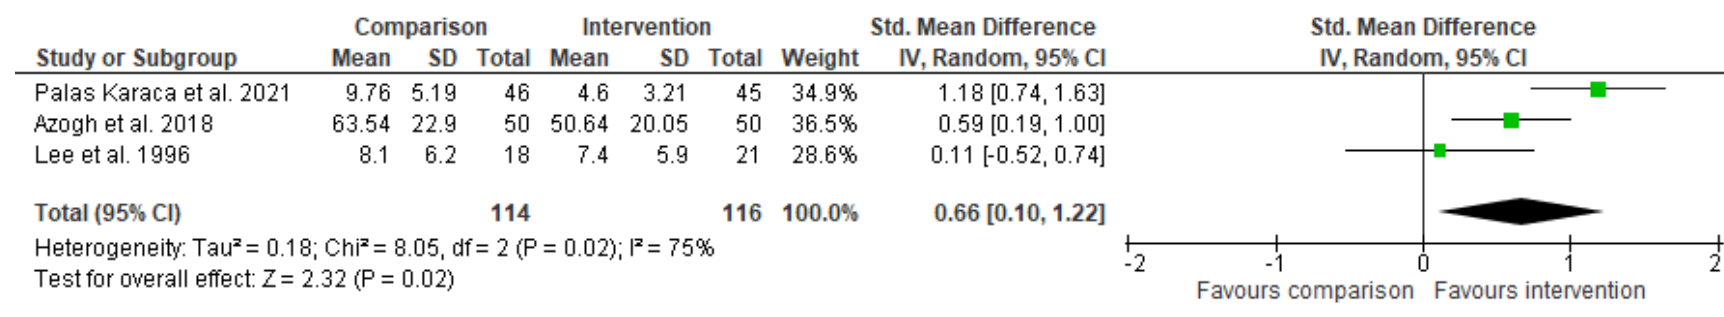 Comparison Intervention Std. Mean Difference Std. Mean Difference
Study or Subgroup Mean SD Total Mean SD Total Weight IV, Random, 95% CI IV, Random, 95% CI
Palas Karaca et al. 2021 9.76 5.19 46 4.6 3.21 45 34.9% 1.18 [0.74, 1.63]
Azogh et al. 2018 63.54 22.9 50 50.64 20.05 50 36.5% 0.59 [0.19, 1.00]
Lee et al. 1996 8.1 6.2 18 7.4 5.9 21 28.6% 0.11 [-0.52, 0.74]
Total (95% CI) 114 116 100.0% 0.66 [0.10, 1.22]
Heterogeneity: Tau² = 0.18; Chi² = 8.05, df = 2 (P = 0.02); I² = 75%
Test for overall effect: Z = 2.32 (P = 0.02)
-2 -1 0 1 2
Favours comparison Favours intervention